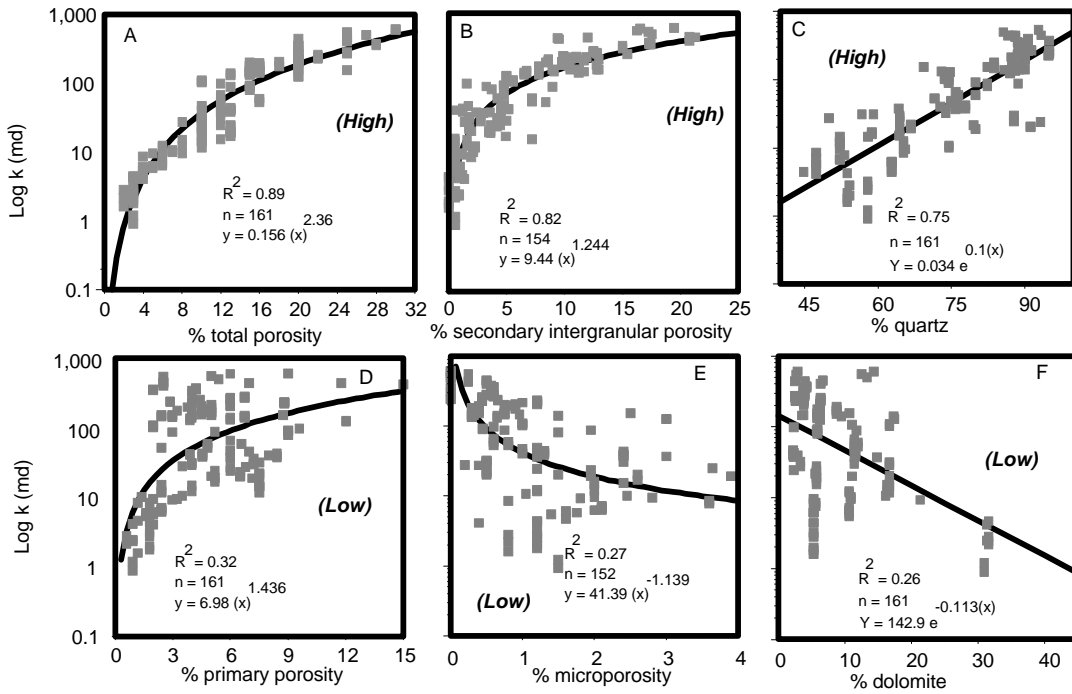 A
(High)
Log k (md)
1,000
100
10
1
0.1
R² = 0.89
n = 161
y = 0.156 (x)^2.36
0 4 8 12 16 20 24 28 32
% total porosity
B
(High)
R² = 0.82
n = 154
y = 9.44 (x)^1.244
0 5 10 15 20 25
% secondary intergranular porosity
C
(High)
R² = 0.75
n = 161
Y = 0.034 e^0.1(x)
45 60 75 90
% quartz
D
(Low)
Log k (md)
1,000
100
10
1
0.1
R² = 0.32
n = 161
y = 6.98 (x)^1.436
0 3 6 9 12 15
% primary porosity
E
(Low)
R² = 0.27
n = 152
y = 41.39 (x)^-1.139
0 1 2 3 4
% microporosity
F
(Low)
R² = 0.26
n = 161
Y = 142.9 e^-0.113(x)
0 10 20 30 40
% dolomite